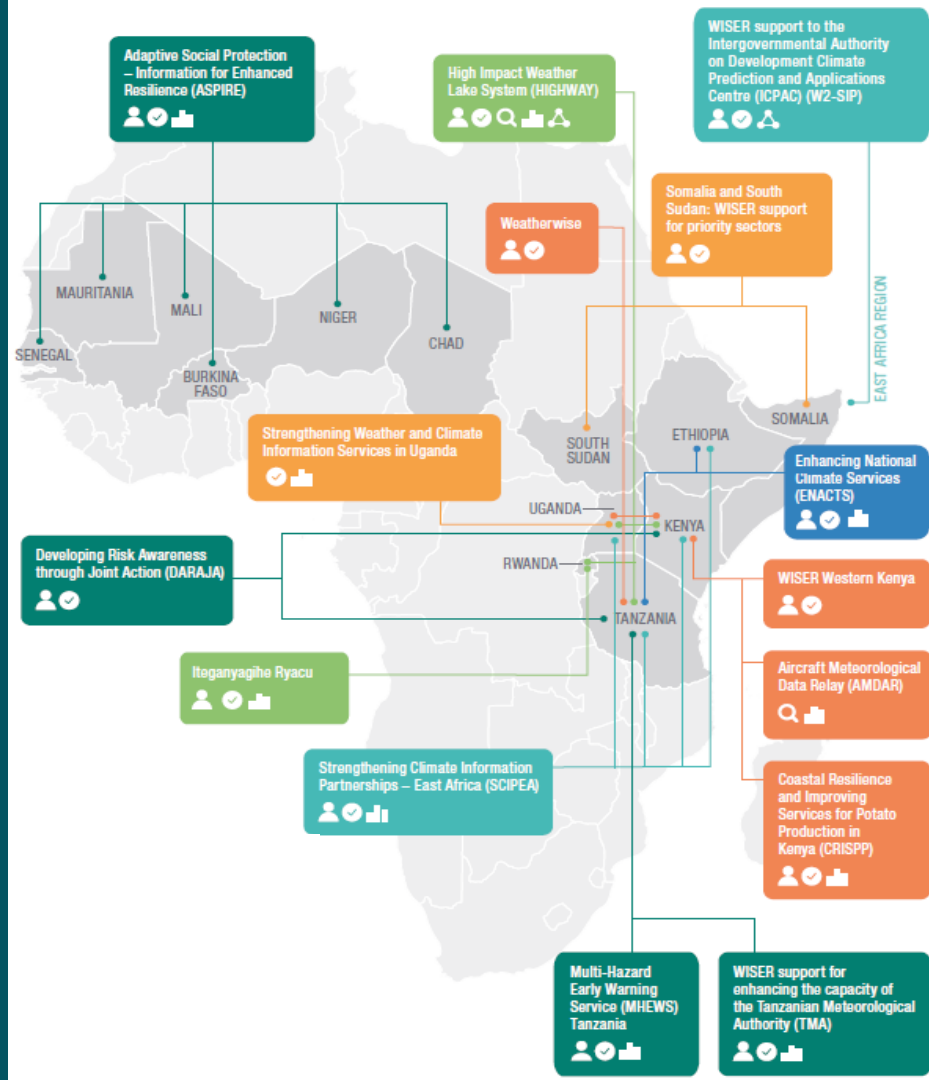 Adaptive Social Protection
– Information for Enhanced
Resilience (ASPIRE)
High Impact Weather
Lake System (HIGHWAY)
WISER support to the
Intergovernmental Authority
on Development Climate
Prediction and Applications
Centre (ICPAC) (W2-SIP)
Weatherwise
Somalia and South
Sudan: WISER support
for priority sectors
EAST AFRICA REGION
MAURITANIA
MALI
NIGER
CHAD
SENEGAL
BURKINA
FASO
SOUTH
SUDAN
ETHIOPIA
SOMALIA
Strengthening Weather and Climate
Information Services in Uganda
Enhancing National
Climate Services
(ENACTS)
UGANDA
KENYA
RWANDA
TANZANIA
Developing Risk Awareness
through Joint Action (DARAJA)
WISER Western Kenya
Iteganyagihe Ryacu
Aircraft Meteorological
Data Relay (AMDAR)
Strengthening Climate Information
Partnerships – East Africa (SCIPEA)
Coastal Resilience
and Improving
Services for Potato
Production in
Kenya (CRISPP)
Multi-Hazard
Early Warning
Service (MHEWS)
Tanzania
WISER support for
enhancing the capacity of
the Tanzanian Meteorological
Authority (TMA)